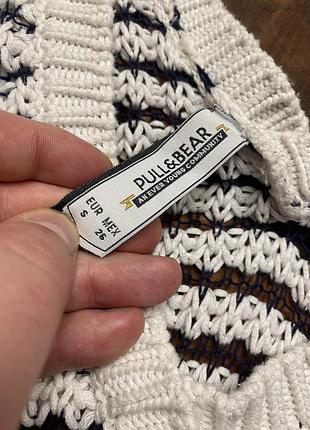 PULL&BEAR
AN EVER YOUNG COMMUNITY
EUR MEX
S 26